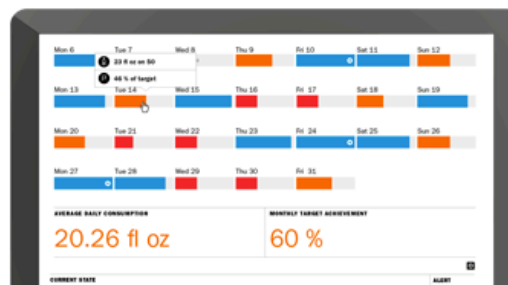 Mon 6 Tue 7 Wed 8 Thu 9 Fri 10 Sat 11 Sun 12
23 fl oz on 50
46 % of target
Mon 13 Tue 14 Wed 15 Thu 16 Fri 17 Sat 18 Sun 19
Mon 20 Tue 21 Wed 22 Thu 23 Fri 24 Sat 25 Sun 26
Mon 27 Tue 28 Wed 29 Thu 30 Fri 31
AVERAGE DAILY CONSUMPTION MONTHLY TARGET ACHIEVEMENT
20.26 fl oz 60 %
CURRENT STATE ALERT